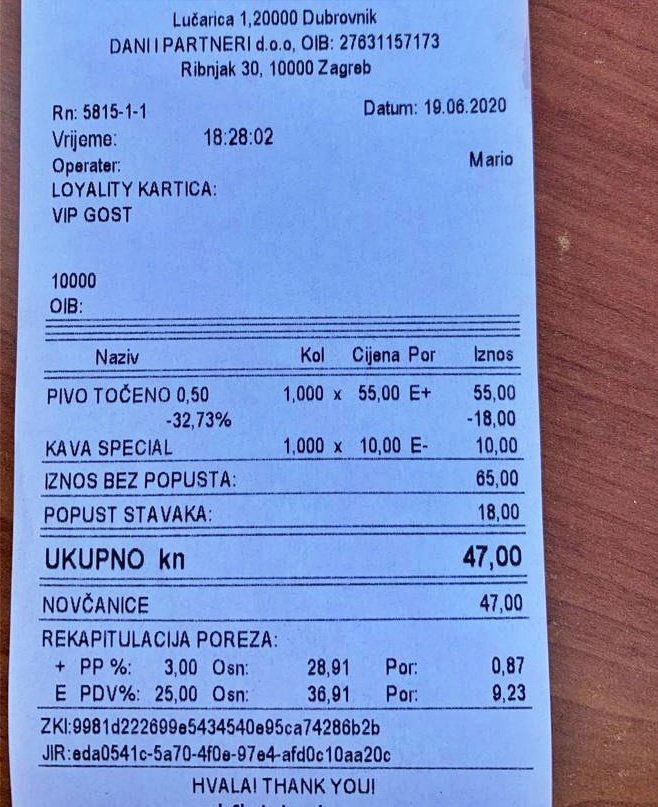 Lučarica 1,20000 Dubrovnik
DANI I PARTNERI d.o.o, OIB: 27631157173
Ribnjak 30, 10000 Zagreb
Rn: 5815-1-1 Datum: 19.06.2020
Vrijeme: 18:28:02
Operater: Mario
LOYALITY KARTICA:
VIP GOST
10000
OIB:
Naziv Kol Cijena Por Iznos
PIVO TOČENO 0,50 1,000 x 55,00 E+ 55,00
-32,73% -18,00
KAVA SPECIAL 1,000 x 10,00 E- 10,00
IZNOS BEZ POPUSTA: 65,00
POPUST STAVAKA: 18,00
UKUPNO kn 47,00
NOVČANICE 47,00
REKAPITULACIJA POREZA:
+ PP %: 3,00 Osn: 28,91 Por: 0,87
E PDV%: 25,00 Osn: 36,91 Por: 9,23
ZKI:9981d222699e5434540e95ca74286b2b
JIR:eda0541c-5a70-4f0e-97e4-afd0c10aa20c
HVALA! THANK YOU!